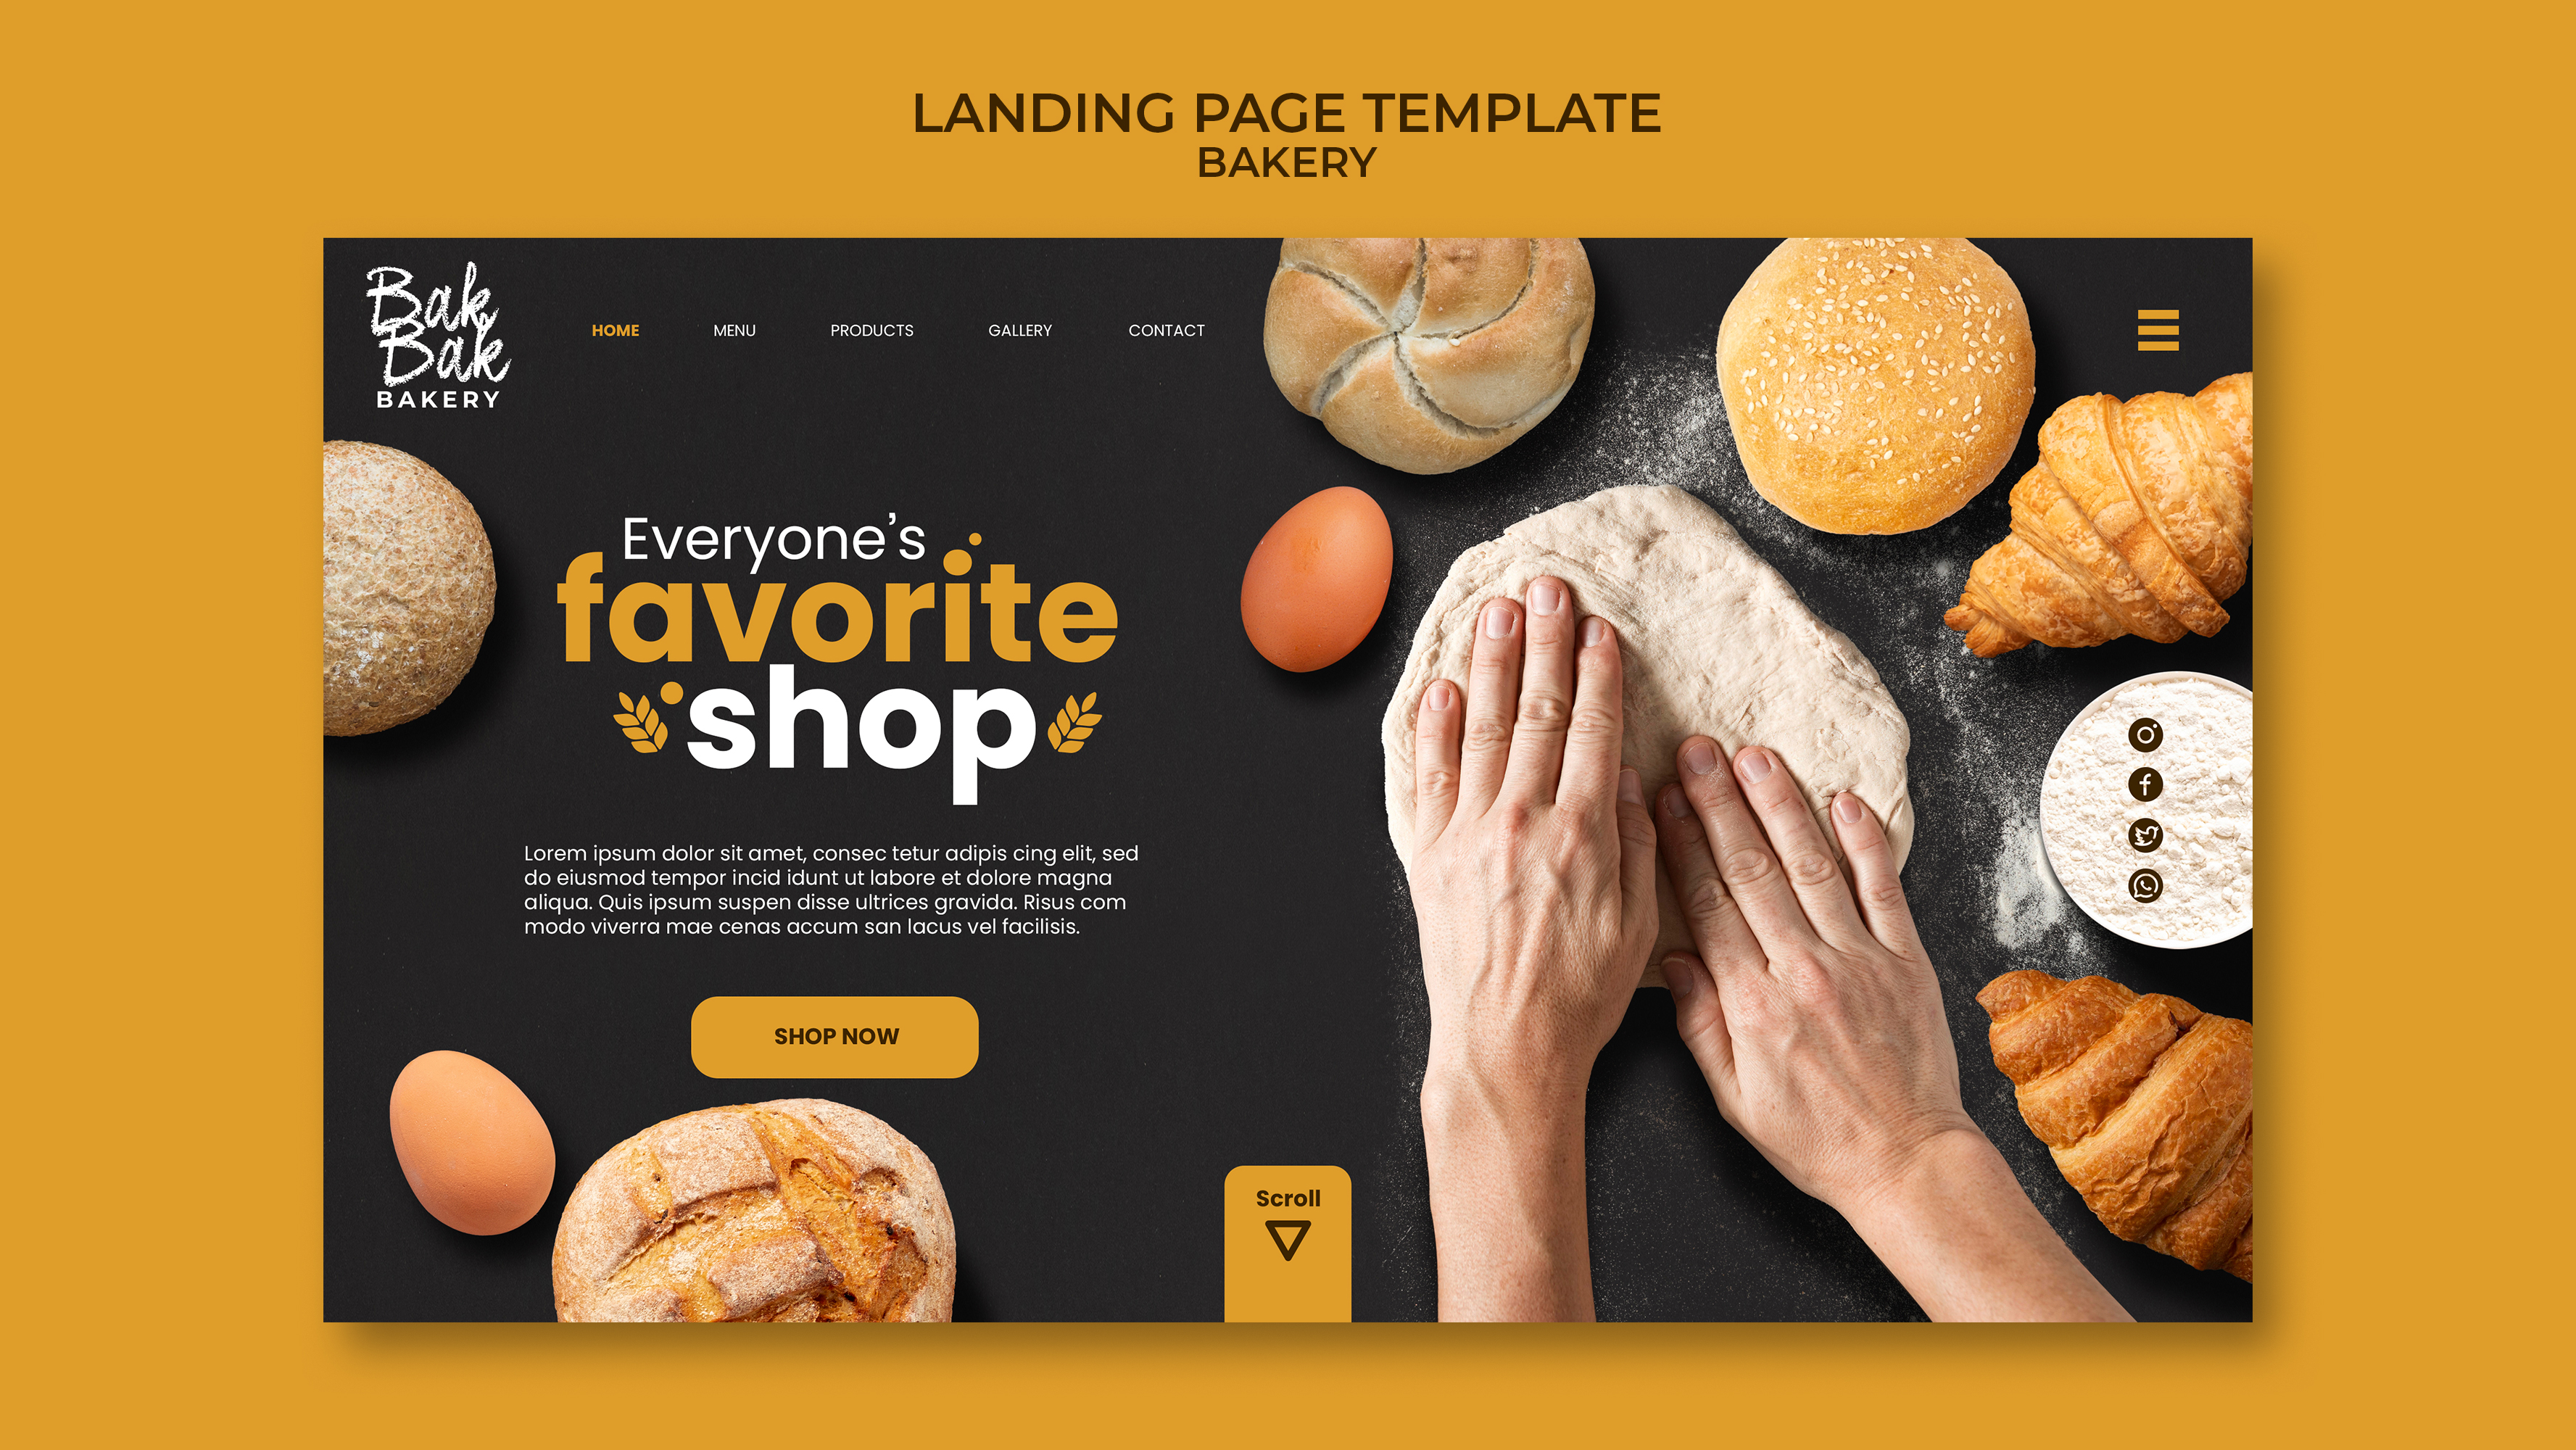 LANDING PAGE TEMPLATE
BAKERY
Bak
Bak
BAKERY
HOME MENU PRODUCTS GALLERY CONTACT
Everyone’s
favorite
shop
Lorem ipsum dolor sit amet, consec tetur adipis cing elit, sed
do eiusmod tempor incid idunt ut labore et dolore magna
aliqua. Quis ipsum suspen disse ultrices gravida. Risus com
modo viverra mae cenas accum san lacus vel facilisis.
SHOP NOW
Scroll